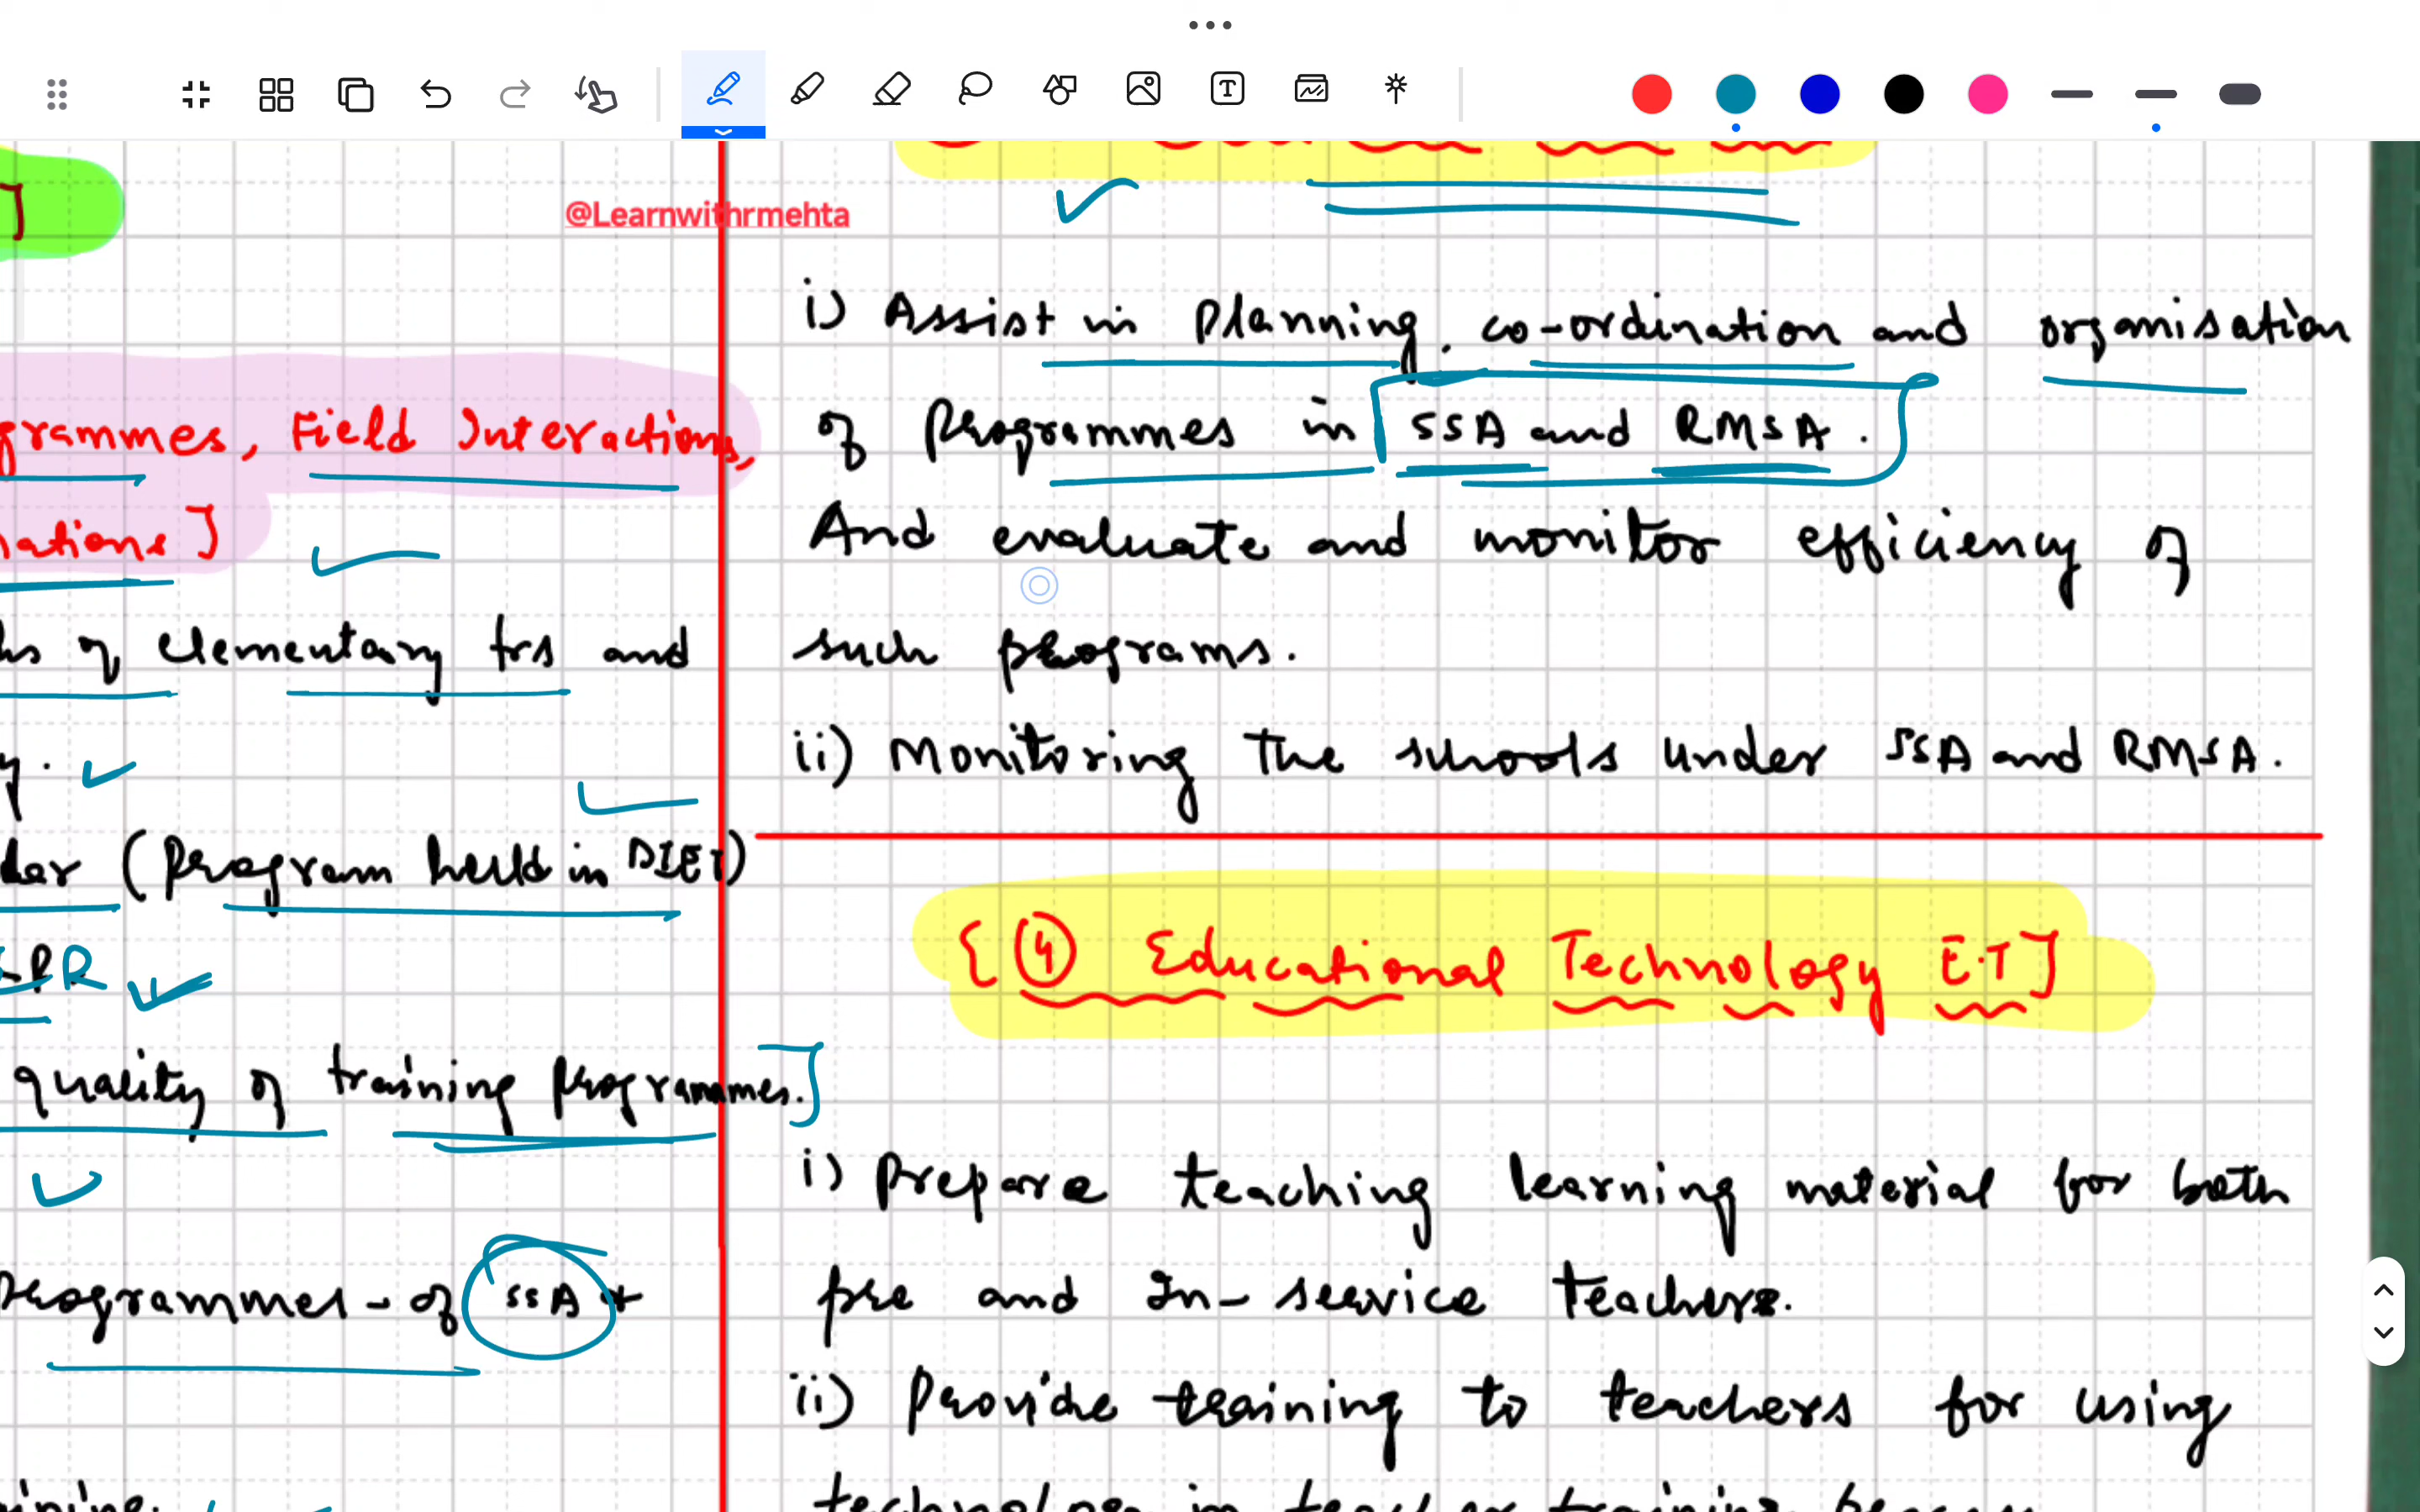 ]
@Learnwithrmehta
grammes, Field Interactions,
ations]
of elementary trs and
y.
(Program held in DIET)
RR
quality of training Programmes.]
Programmes - of SSA +
i) Assist in Planning, co-ordination and organisation
of Programmes in SSA and RMSA.
And evaluate and monitor efficiency of
such programs.
ii) Monitoring the schools under SSA and RMSA.
{④ Educational Technology E.T]
i) Prepare teaching learning material for both
pre and In-service teachers.
ii) Provide training to teachers for using